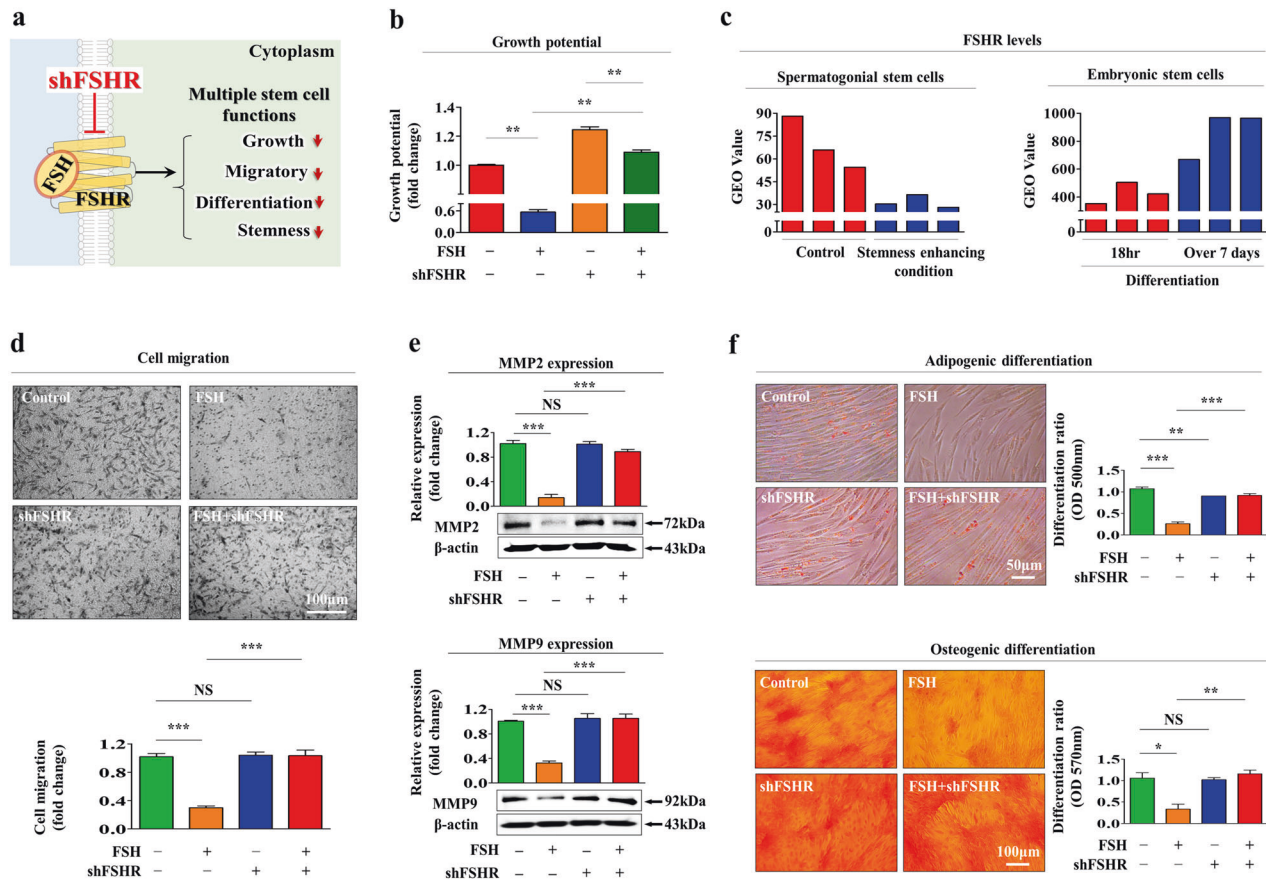 a
Cytoplasm
shFSHR
Multiple stem cell
functions
Growth
Migratory
Differentiation
Stemness
FSH
FSHR
b
Growth potential
Growth potential
(fold change)
1.4
1.2
1.0
0.6
0.0
**
**
**
FSH – + – +
shFSHR – – + +
c
FSHR levels
Spermatogonial stem cells
GEO Value
90
75
60
45
30
0
Control
Stemness enhancing
condition
Embryonic stem cells
GEO Value
1000
800
600
400
0
18hr
Over 7 days
Differentiation
d
Cell migration
Control
FSH
shFSHR
FSH+shFSHR
100μm
Cell migration
(fold change)
1.2
0.8
0.4
0.0
***
NS
***
FSH – + – +
shFSHR – – + +
e
MMP2 expression
Relative expression
(fold change)
1.2
0.8
0.4
0.0
***
NS
***
MMP2
72kDa
β-actin
43kDa
FSH – + – +
shFSHR – – + +
MMP9 expression
Relative expression
(fold change)
1.2
0.8
0.4
0.0
***
NS
***
MMP9
92kDa
β-actin
43kDa
FSH – + – +
shFSHR – – + +
f
Adipogenic differentiation
Control
FSH
shFSHR
FSH+shFSHR
50μm
Differentiation ratio
(OD 500nm)
1.5
1.0
0.5
0.0
***
**
***
FSH – + – +
shFSHR – – + +
Osteogenic differentiation
Control
FSH
shFSHR
FSH+shFSHR
100μm
Differentiation ratio
(OD 570nm)
1.5
1.0
0.5
0.0
*
NS
**
FSH – + – +
shFSHR – – + +